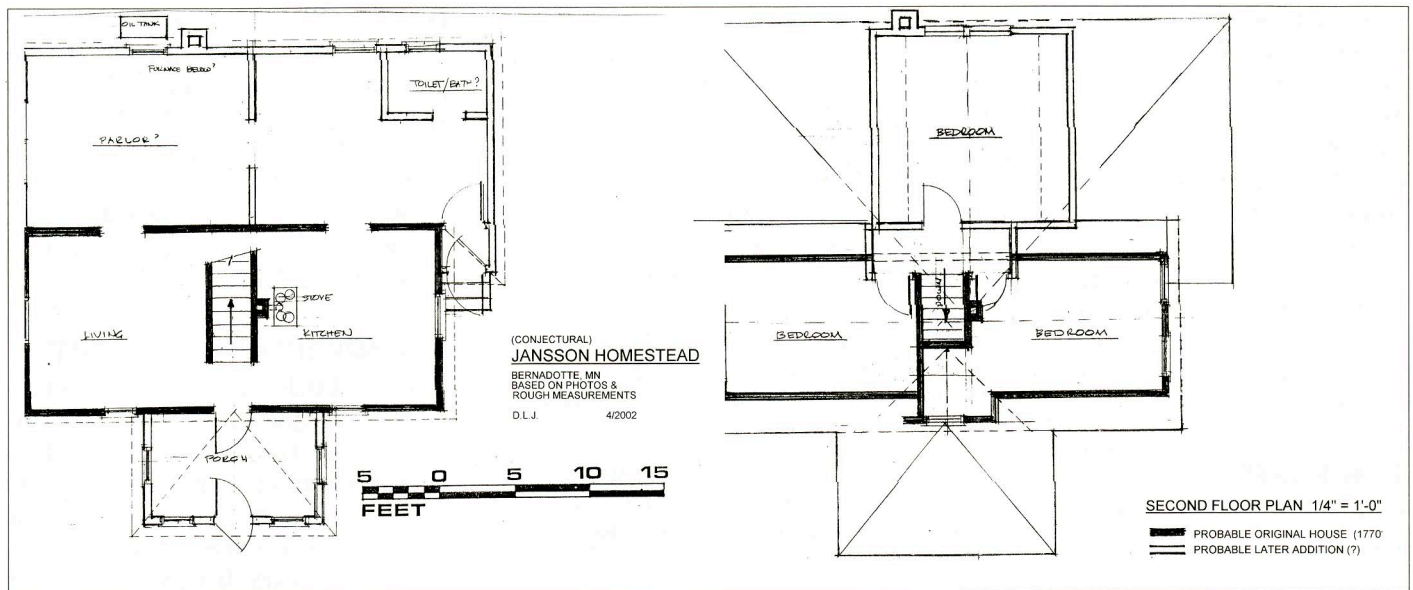 OIL TANK
FURNACE BELOW?
TOILET/BATH?
PARLOR?
STOVE
LIVING
KITCHEN
PORCH
(CONJECTURAL)
JANSSON HOMESTEAD
BERNADOTTE, MN
BASED ON PHOTOS &
ROUGH MEASUREMENTS
D.L.J. 4/2002
5 0 5 10 15
FEET
BEDROOM
DOWN
BEDROOM
BEDROOM
SECOND FLOOR PLAN 1/4" = 1'-0"
PROBABLE ORIGINAL HOUSE (1770
PROBABLE LATER ADDITION (?)